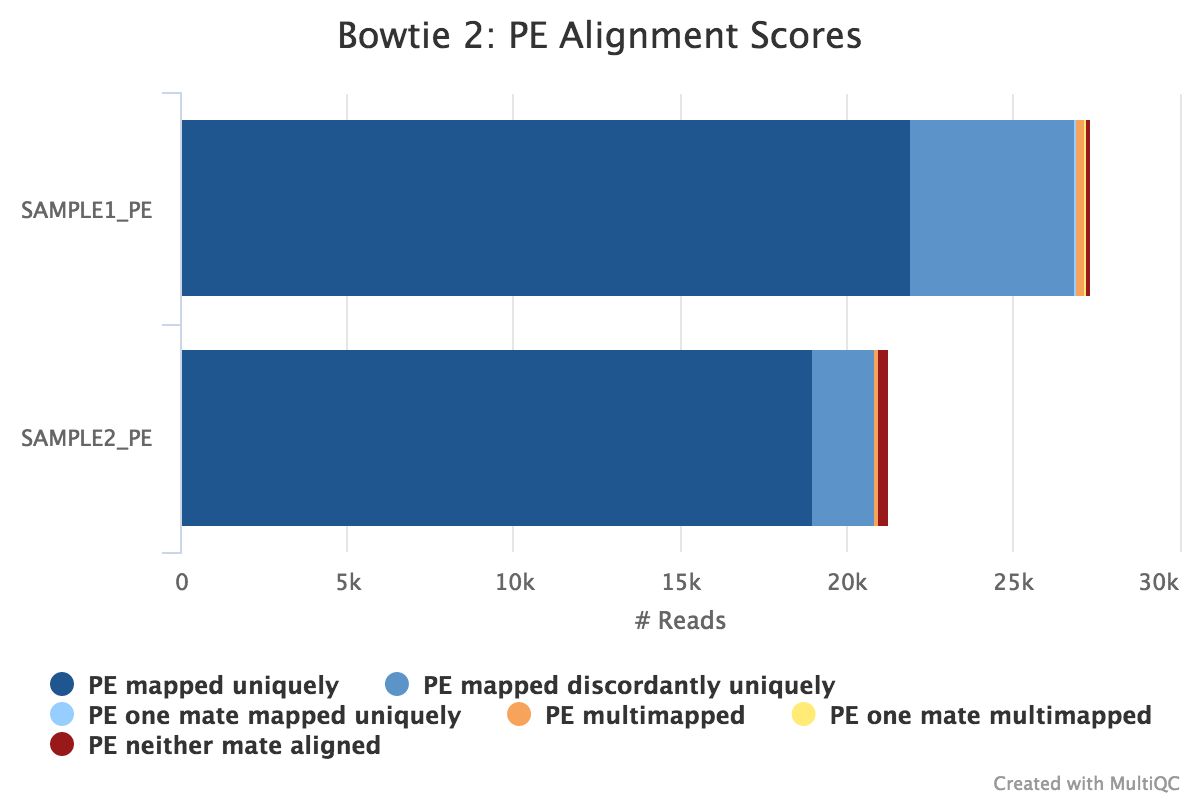 Bowtie 2: PE Alignment Scores
SAMPLE1_PE
SAMPLE2_PE
0 5k 10k 15k 20k 25k 30k
# Reads
PE mapped uniquely PE mapped discordantly uniquely
PE one mate mapped uniquely PE multimapped PE one mate multimapped
PE neither mate aligned
Created with MultiQC